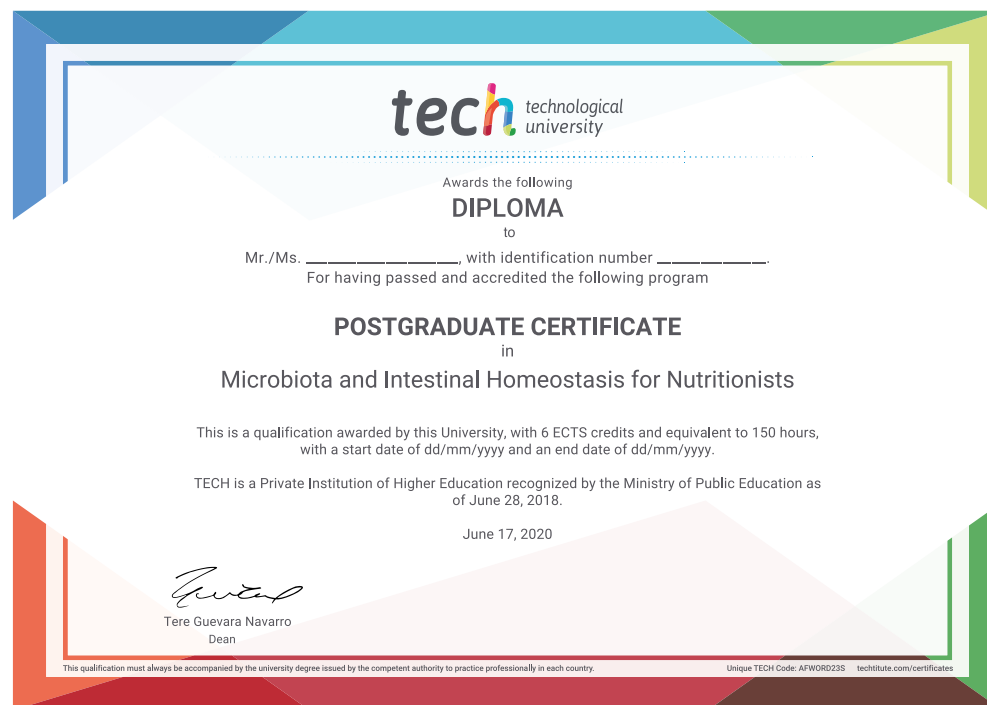 tech technological
university
Awards the following
DIPLOMA
to
Mr./Ms. __________________, with identification number _____________.
For having passed and accredited the following program
POSTGRADUATE CERTIFICATE
in
Microbiota and Intestinal Homeostasis for Nutritionists
This is a qualification awarded by this University, with 6 ECTS credits and equivalent to 150 hours,
with a start date of dd/mm/yyyy and an end date of dd/mm/yyyy.
TECH is a Private Institution of Higher Education recognized by the Ministry of Public Education as
of June 28, 2018.
June 17, 2020
Tere Guevara Navarro
Dean
This qualification must always be accompanied by the university degree issued by the competent authority to practice professionally in each country.
Unique TECH Code: AFWORD23S techtitute.com/certificates